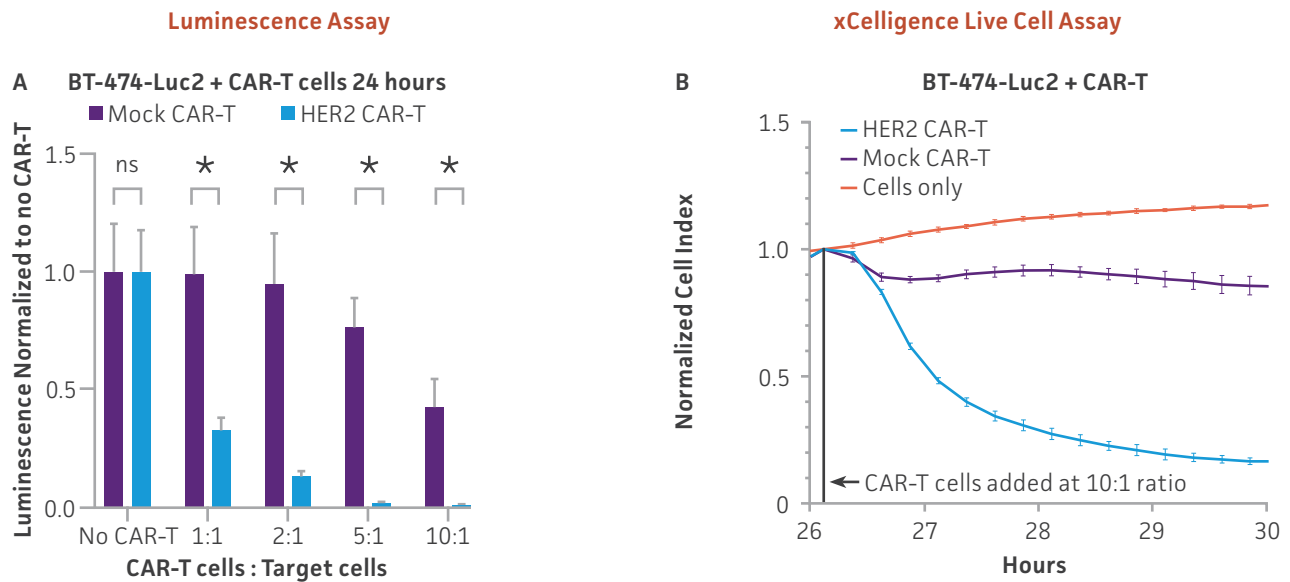 Luminescence Assay
A BT-474-Luc2 + CAR-T cells 24 hours
Mock CAR-T HER2 CAR-T
Luminescence Normalized to no CAR-T
1.5
1.0
0.5
0.0
ns * * * *
No CAR-T 1:1 2:1 5:1 10:1
CAR-T cells : Target cells
xCelligence Live Cell Assay
B BT-474-Luc2 + CAR-T
HER2 CAR-T
Mock CAR-T
Cells only
Normalized Cell Index
1.5
1.0
0.5
0
CAR-T cells added at 10:1 ratio
26 27 28 29 30
Hours